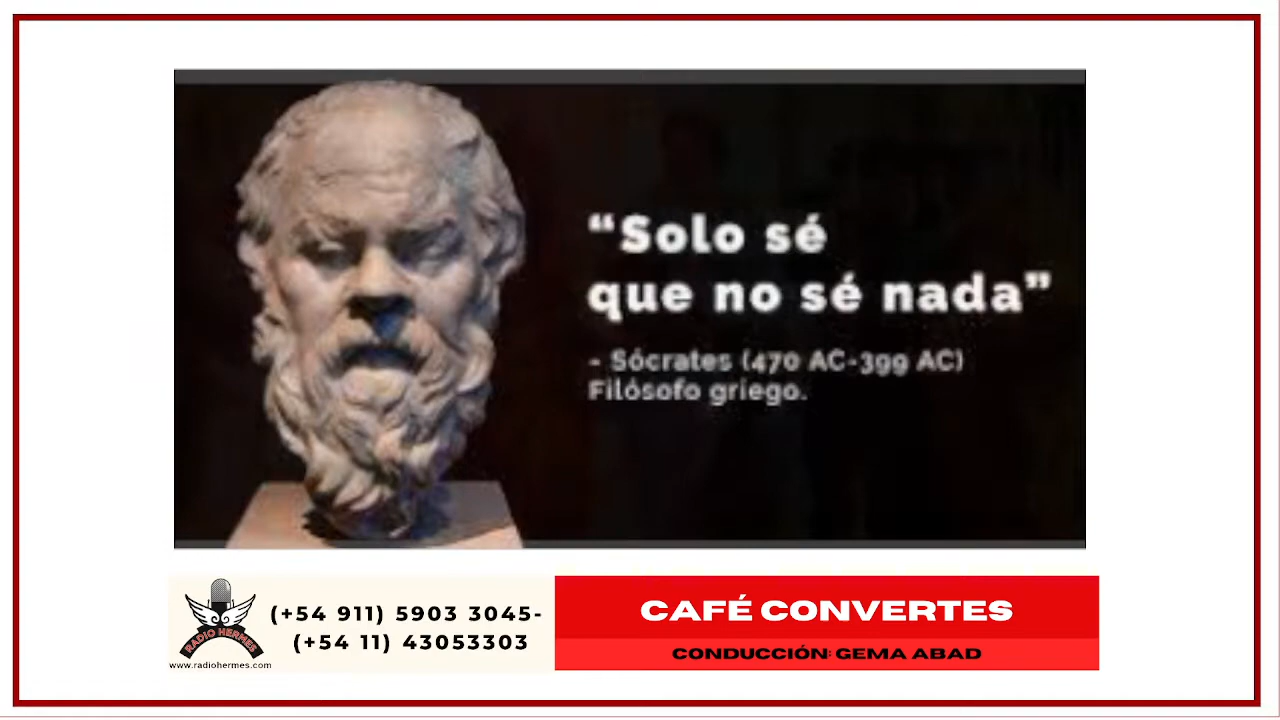 “Solo sé
que no sé nada”
- Sócrates (470 AC-399 AC)
Filósofo griego.
RADIO HERMES
www.radiohermes.com
(+54 911) 5903 3045-
(+54 11) 43053303
CAFÉ CONVERTES
CONDUCCIÓN: GEMA ABAD